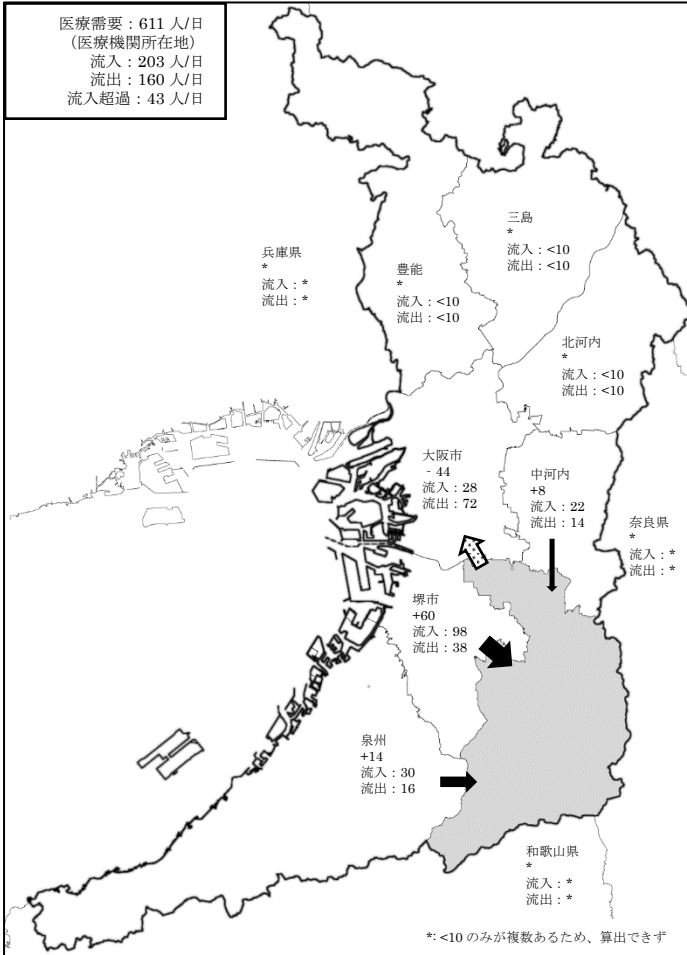 医療需要：611 人/日
（医療機関所在地）
流入：203 人/日
流出：160 人/日
流入超過：43 人/日
三島
*
流入：<10
流出：<10
兵庫県
*
流入：*
流出：*
豊能
*
流入：<10
流出：<10
北河内
*
流入：<10
流出：<10
大阪市
- 44
流入：28
流出：72
中河内
+8
流入：22
流出：14
奈良県
*
流入：*
流出：*
堺市
+60
流入：98
流出：38
泉州
+14
流入：30
流出：16
和歌山県
*
流入：*
流出：*
*: <10 のみが複数あるため、算出できず